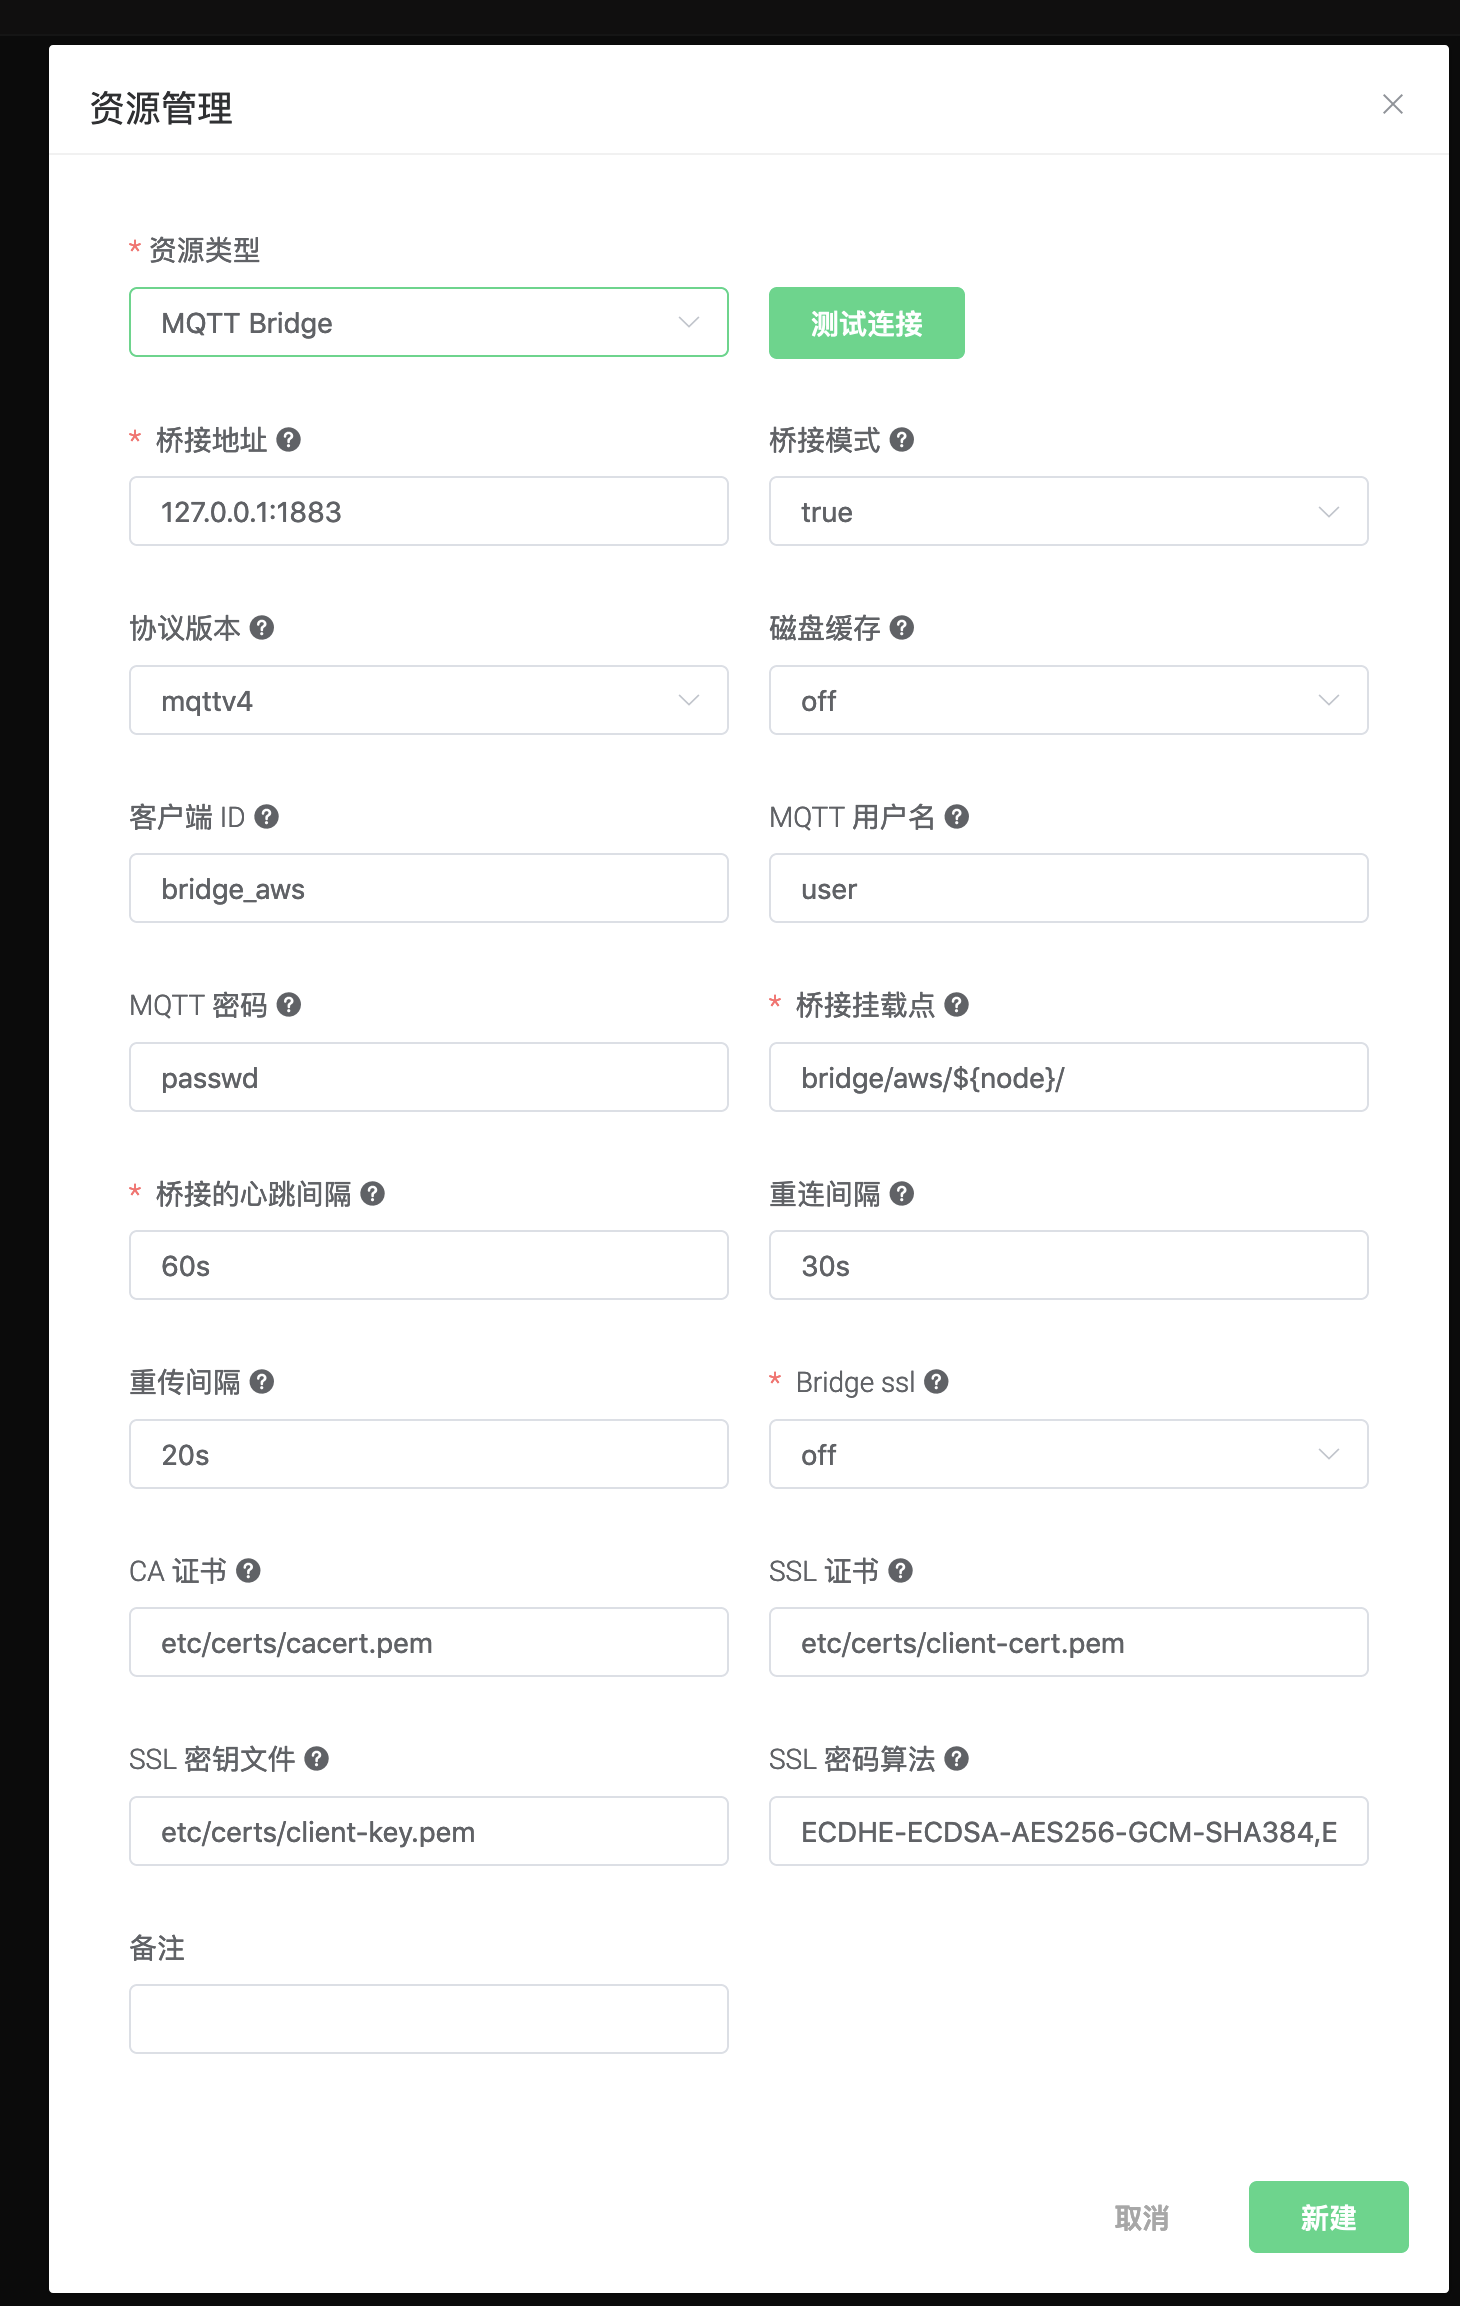 资源管理
* 资源类型
MQTT Bridge
测试连接
* 桥接地址
桥接模式
127.0.0.1:1883
true
协议版本
磁盘缓存
mqttv4
off
客户端 ID
MQTT 用户名
bridge_aws
user
MQTT 密码
* 桥接挂载点
passwd
bridge/aws/${node}/
* 桥接的心跳间隔
重连间隔
60s
30s
重传间隔
* Bridge ssl
20s
off
CA 证书
SSL 证书
etc/certs/cacert.pem
etc/certs/client-cert.pem
SSL 密钥文件
SSL 密码算法
etc/certs/client-key.pem
ECDHE-ECDSA-AES256-GCM-SHA384,E
备注
取消
新建